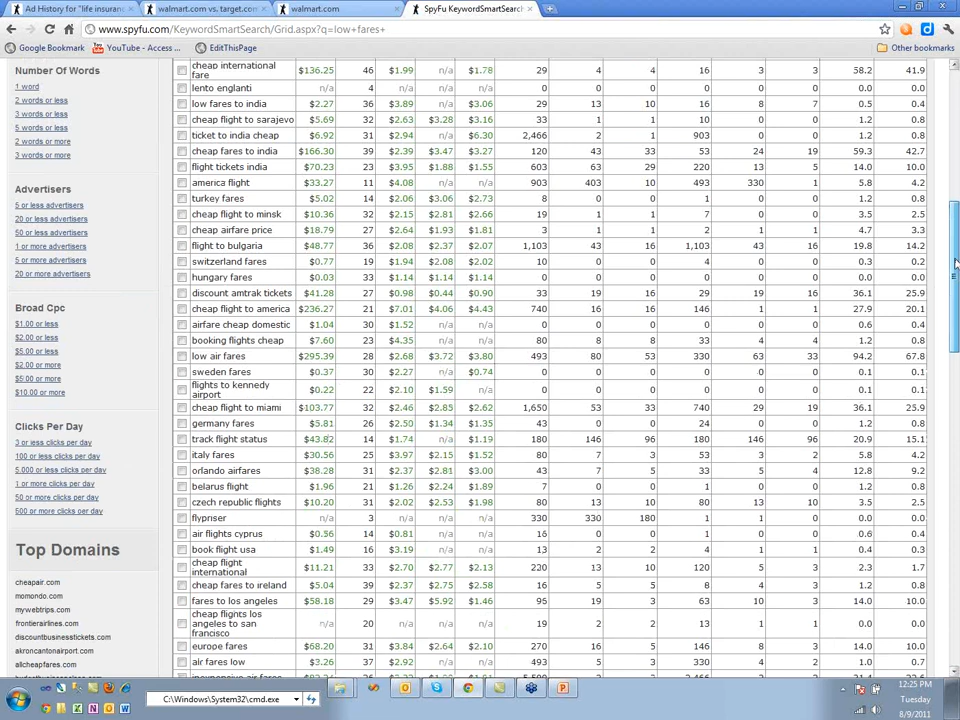 Ad History for "life insuran
walmart.com vs. target.com
walmart.com
SpyFu KeywordSmartSearch
www.spyfu.com/KeywordSmartSearch/Grid.aspx?q=low+fares+
Google Bookmark YouTube - Access ... EditThisPage Other bookmarks
Number Of Words
1 word
2 words or less
3 words or less
5 words or less
2 words or more
3 words or more
Advertisers
5 or less advertisers
20 or less advertisers
50 or less advertisers
1 or more advertisers
5 or more advertisers
20 or more advertisers
Broad Cpc
$1.00 or less
$2.00 or less
$5.00 or less
$2.00 or more
$5.00 or more
$10.00 or more
Clicks Per Day
3 or less clicks per day
100 or less clicks per day
5,000 or less clicks per day
1 or more clicks per day
50 or more clicks per day
500 or more clicks per day
Top Domains
cheapair.com
momondo.com
mywebtrips.com
frontierairlines.com
discountbusinesstickets.com
akroncantonairport.com
allcheapfares.com
cheap international
fare $136.25 46 $1.99 n/a $1.78 29 4 4 16 3 3 58.2 41.9
lento englanti n/a 4 n/a n/a n/a 0 0 0 0 0 0 0.0 0.0
low fares to india $2.27 36 $3.89 n/a $3.06 29 13 10 16 8 7 0.5 0.4
cheap flight to sarajevo $5.69 32 $2.63 $3.28 $3.16 33 1 1 10 0 0 1.2 0.8
ticket to india cheap $6.92 31 $2.94 n/a $6.30 2,466 2 1 903 0 0 1.2 0.8
cheap fares to india $166.30 39 $2.39 $3.47 $3.27 120 43 33 53 24 19 59.3 42.7
flight tickets india $70.23 23 $3.95 $1.88 $1.55 603 63 29 220 13 5 14.0 10.0
america flight $33.27 11 $4.08 n/a n/a 903 403 10 493 330 1 5.8 4.2
turkey fares $5.02 14 $2.06 $3.06 $2.73 8 0 0 1 0 0 1.2 0.8
cheap flight to minsk $10.36 32 $2.15 $2.81 $2.66 19 1 0 7 0 0 3.5 2.5
cheap airfare price $18.79 27 $2.64 $1.93 $1.81 3 1 1 1 0 0 4.7 3.3
flight to bulgaria $48.77 36 $2.08 $2.37 $2.07 1,103 43 16 1,103 43 16 19.8 14.2
switzerland fares $0.77 19 $1.94 $2.08 $2.02 10 0 0 4 0 0 0.3 0.2
hungary fares $0.03 33 $1.14 $1.14 $1.14 0 0 0 0 0 0 0.0 0.0
discount amtrak tickets $41.28 27 $0.98 $0.44 $0.90 33 19 16 29 19 16 36.1 25.9
cheap flight to america $236.27 21 $7.01 $4.06 $4.43 740 16 16 146 1 1 27.9 20.1
airfare cheap domestic $1.04 30 $1.52 n/a n/a 0 0 0 0 0 0 0.6 0.4
booking flights cheap $7.60 23 $4.35 n/a n/a 80 8 8 33 4 4 1.2 0.8
low air fares $295.39 28 $2.68 $3.72 $3.80 493 80 53 330 63 33 94.2 67.8
sweden fares $0.37 30 $2.27 n/a $0.74 0 0 0 0 0 0 0.1 0.1
flights to kennedy
airport $0.22 22 $2.10 $1.59 n/a 0 0 0 0 0 0 0.1 0.1
cheap flight to miami $103.77 32 $2.46 $2.85 $2.62 1,650 53 33 740 29 19 36.1 25.9
germany fares $5.81 26 $2.50 $1.34 $1.35 43 0 0 24 0 0 1.2 0.8
track flight status $43.82 14 $1.74 n/a $1.19 180 146 96 180 146 96 20.9 15.1
italy fares $30.56 25 $3.97 $2.15 $1.52 80 7 3 53 3 2 5.8 4.2
orlando airfares $38.28 31 $2.37 $2.81 $3.00 43 7 5 33 5 4 12.8 9.2
belarus flight $1.96 21 $1.26 $2.24 $1.89 7 0 0 1 0 0 1.2 0.8
czech republic flights $10.20 31 $2.02 $2.53 $1.98 80 13 10 80 13 10 3.5 2.5
flypriser n/a 3 n/a n/a n/a 330 330 180 1 1 0 0.0 0.0
air flights cyprus $0.56 14 $0.81 n/a n/a 16 0 0 0 0 0 0.6 0.4
book flight usa $1.49 16 $3.19 n/a n/a 13 2 2 4 1 1 0.4 0.3
cheap flight
international $11.21 33 $2.70 $2.77 $2.13 220 13 10 120 5 3 2.3 1.7
cheap fares to ireland $5.04 39 $2.37 $2.75 $2.58 16 5 5 8 4 3 1.2 0.8
fares to los angeles $58.18 29 $3.47 $5.92 $1.46 96 19 3 63 10 3 14.0 10.0
cheap flights los
angeles to san
francisco n/a 20 n/a n/a n/a 19 2 2 13 1 1 0.0 0.0
europe fares $68.20 31 $3.84 $2.64 $2.10 270 16 5 146 8 3 14.0 10.0
air fares low $3.26 37 $2.92 n/a n/a 493 5 3 330 4 2 1.0 0.7
C:\Windows\System32\cmd.exe
12:25 PM
Tuesday
8/9/2011